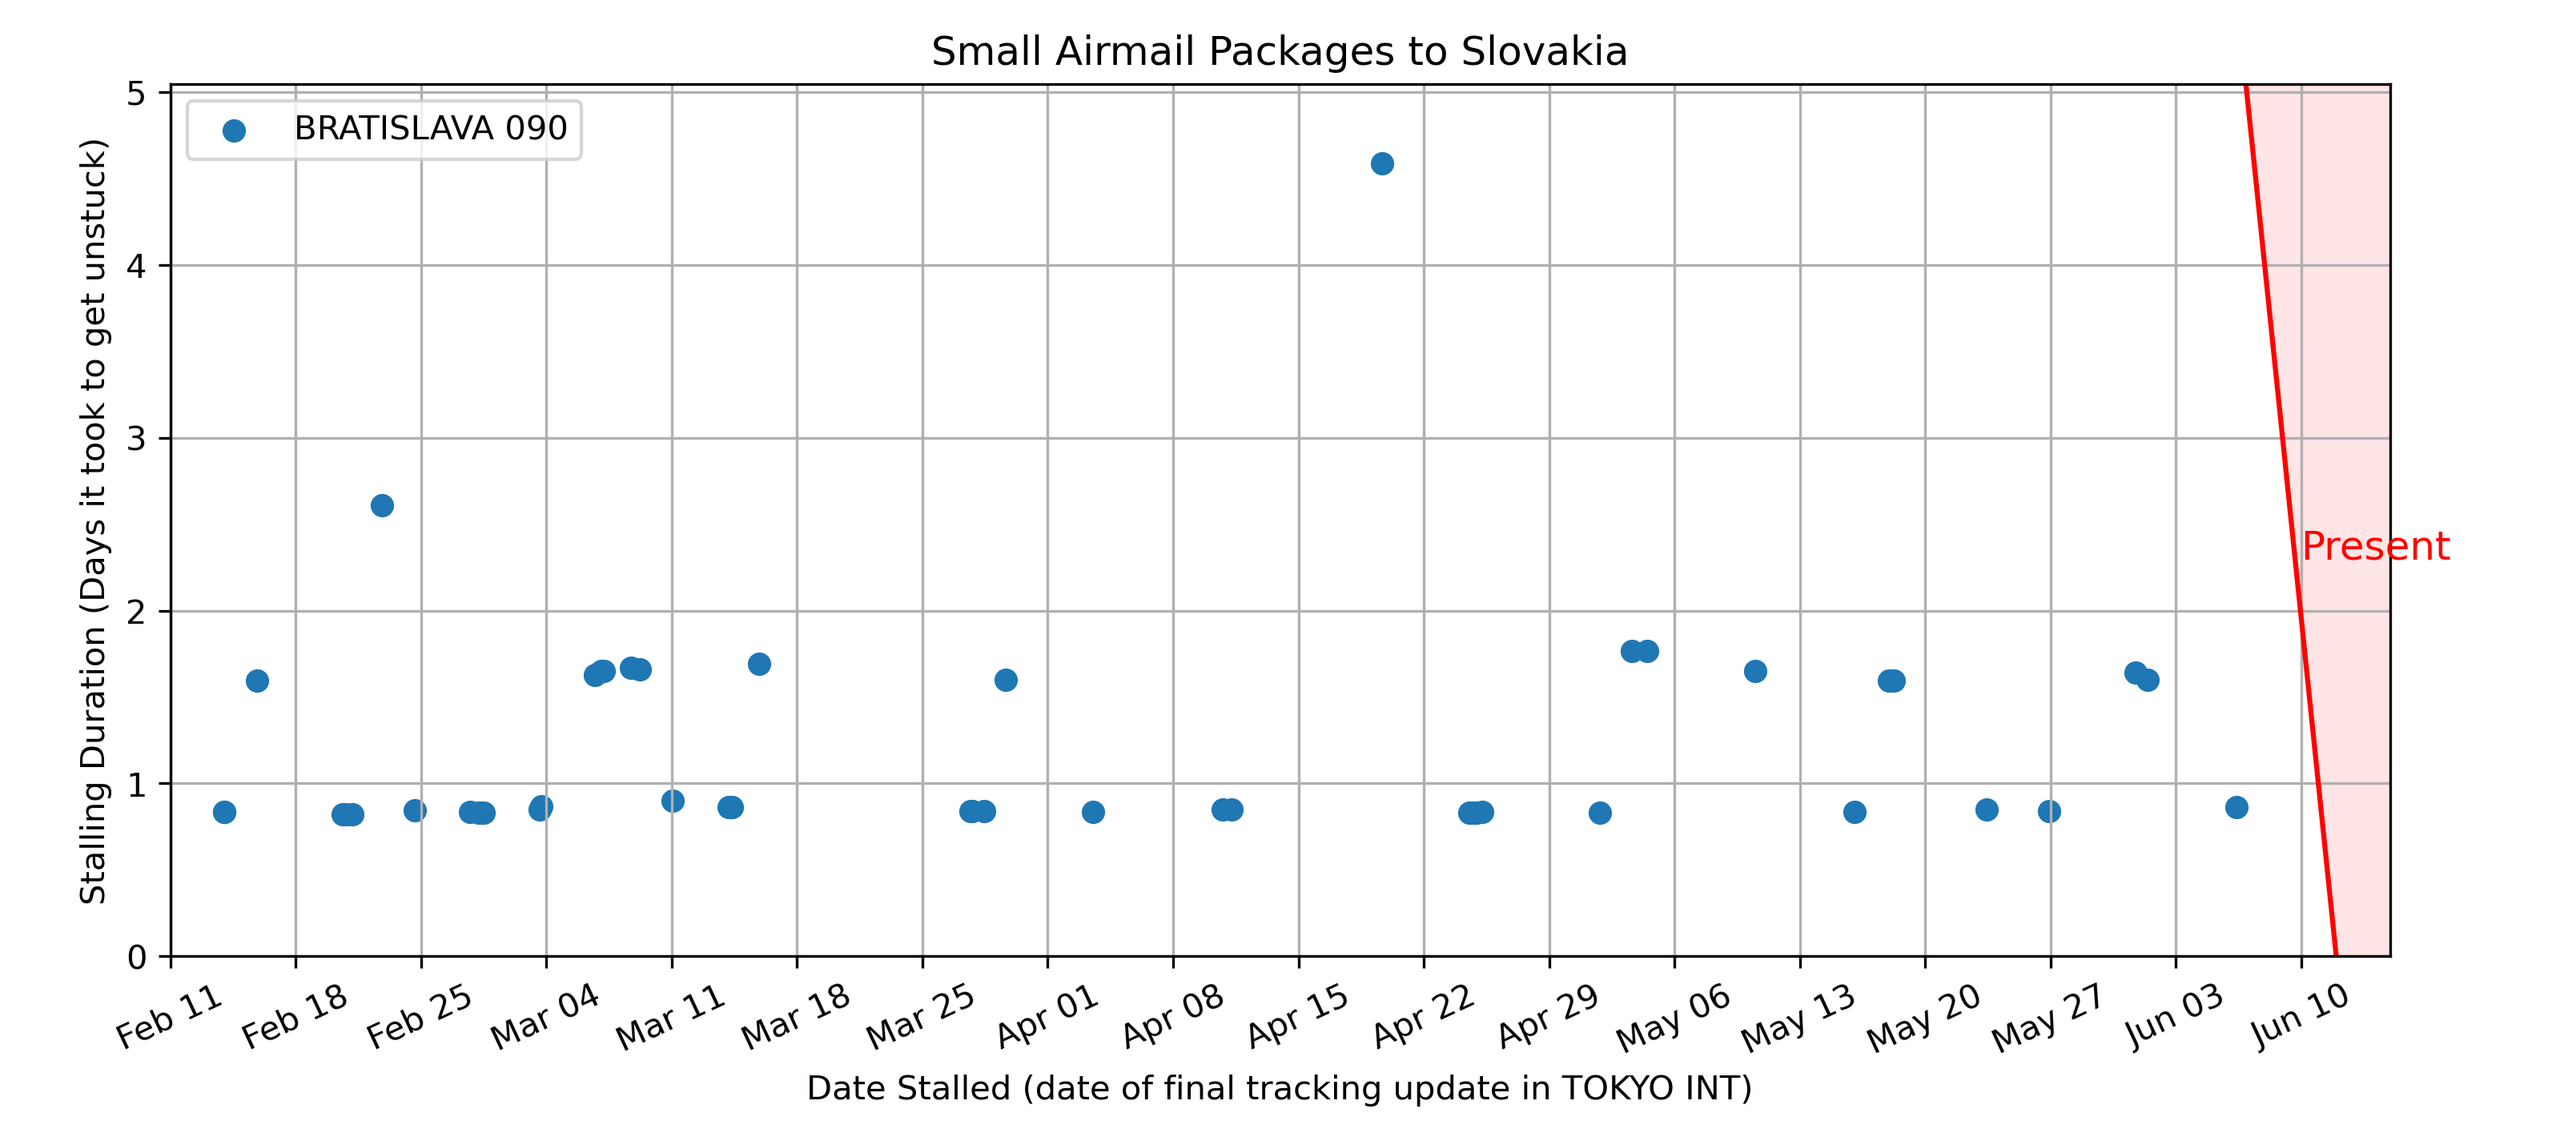 Small Airmail Packages to Slovakia
BRATISLAVA 090
Stalling Duration (Days it took to get unstuck)
5
4
3
2
1
0
Present
Feb 11
Feb 18
Feb 25
Mar 04
Mar 11
Mar 18
Mar 25
Apr 01
Apr 08
Apr 15
Apr 22
Apr 29
May 06
May 13
May 20
May 27
Jun 03
Jun 10
Date Stalled (date of final tracking update in TOKYO INT)